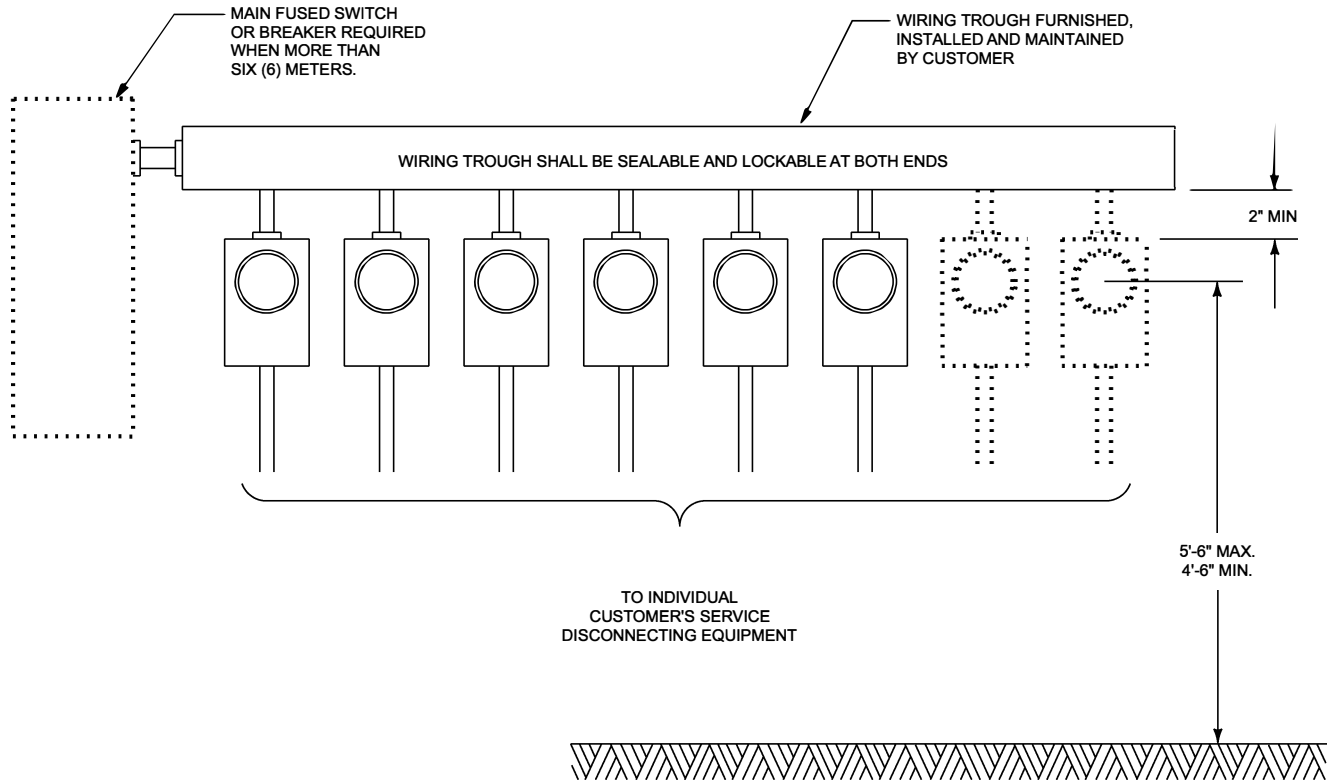 MAIN FUSED SWITCH
OR BREAKER REQUIRED
WHEN MORE THAN
SIX (6) METERS.
WIRING TROUGH FURNISHED,
INSTALLED AND MAINTAINED
BY CUSTOMER
WIRING TROUGH SHALL BE SEALABLE AND LOCKABLE AT BOTH ENDS
2" MIN
5'-6" MAX.
4'-6" MIN.
TO INDIVIDUAL
CUSTOMER'S SERVICE
DISCONNECTING EQUIPMENT